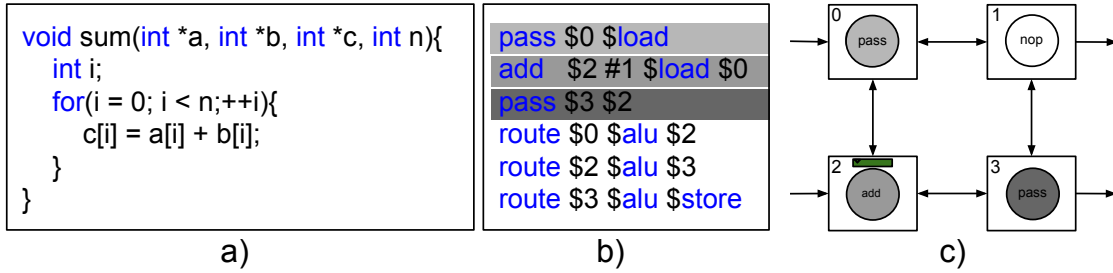 void sum(int *a, int *b, int *c, int n){
int i;
for(i = 0; i < n;++i){
c[i] = a[i] + b[i];
}
}
a)
pass $0 $load
add $2 #1 $load $0
pass $3 $2
route $0 $alu $2
route $2 $alu $3
route $3 $alu $store
b)
0
pass
1
nop
2
add
3
pass
c)